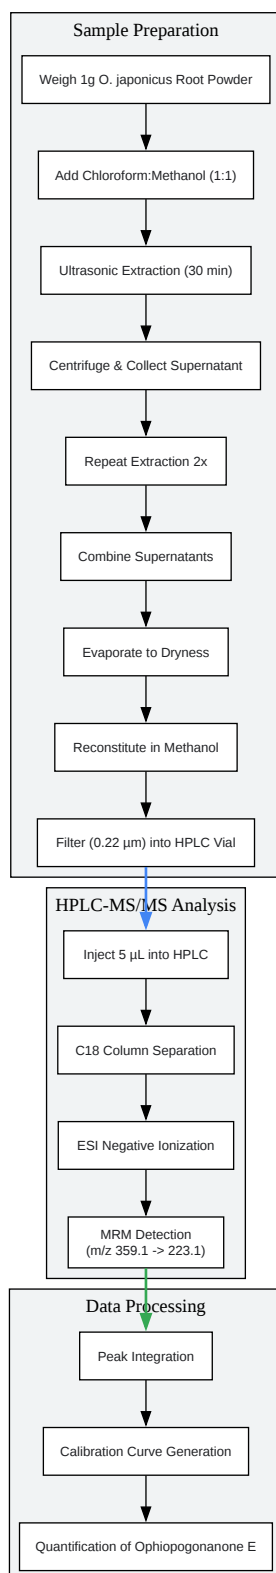 Sample Preparation
Weigh 1g O. japonicus Root Powder
Add Chloroform:Methanol (1:1)
Ultrasonic Extraction (30 min)
Centrifuge & Collect Supernatant
Repeat Extraction 2x
Combine Supernatants
Evaporate to Dryness
Reconstitute in Methanol
Filter (0.22 µm) into HPLC Vial
HPLC-MS/MS Analysis
Inject 5 µL into HPLC
C18 Column Separation
ESI Negative Ionization
MRM Detection
(m/z 359.1 -> 223.1)
Data Processing
Peak Integration
Calibration Curve Generation
Quantification of Ophiopogonanone E